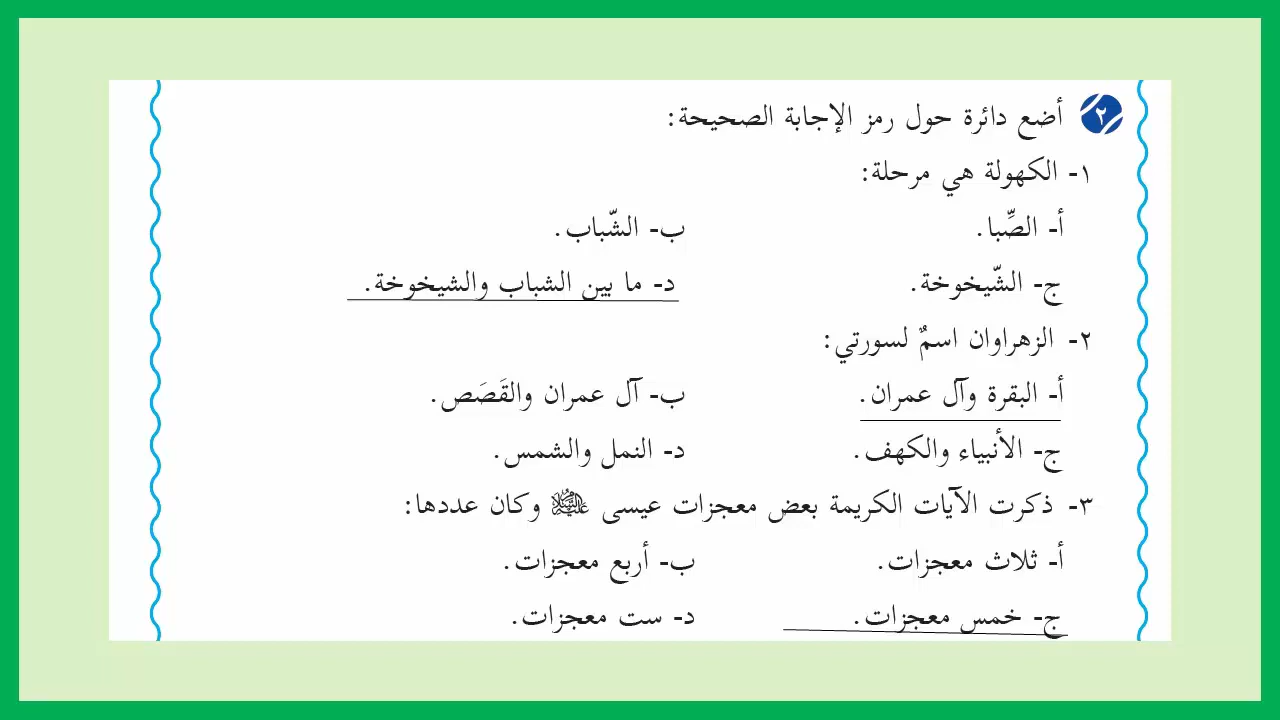 ٢ أضع دائرة حول رمز الإجابة الصحيحة:
١- الكهولة هي مرحلة:
أ- الصِّبا. ب- الشّباب.
ج- الشّيخوخة. د- ما بين الشباب والشيخوخة.
٢- الزهراوان اسمٌ لسورتي:
أ- البقرة وآل عمران. ب- آل عمران والقَصَص.
ج- الأنبياء والكهف. د- النمل والشمس.
٣- ذكرت الآيات الكريمة بعض معجزات عيسى عليه السلام وكان عددها:
أ- ثلاث معجزات. ب- أربع معجزات.
ج- خمس معجزات. د- ست معجزات.